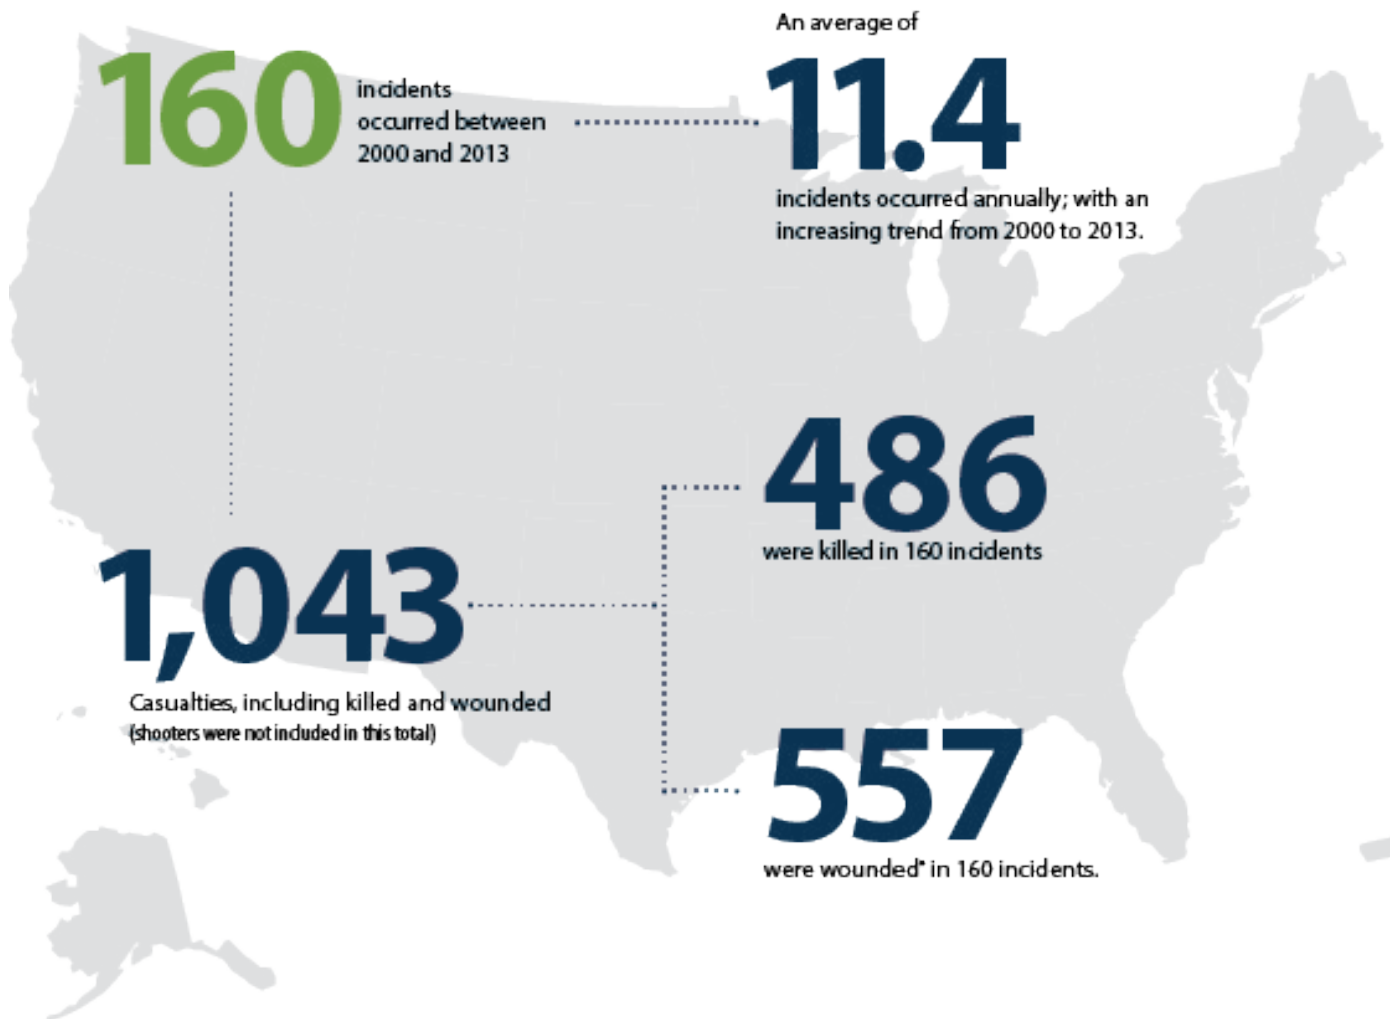 160
incidents
occurred between
2000 and 2013
An average of
11.4
incidents occurred annually; with an
increasing trend from 2000 to 2013.
1,043
Casualties, including killed and wounded
(shooters were not included in this total)
486
were killed in 160 incidents
557
were wounded* in 160 incidents.